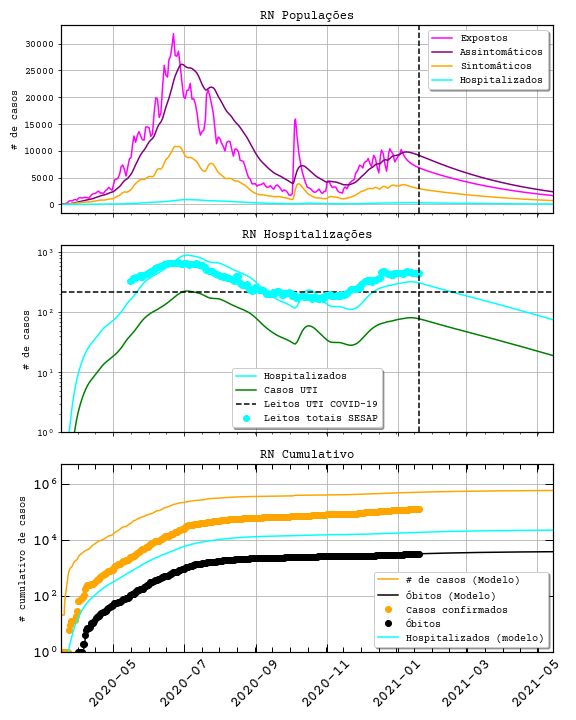 RN Populações
# de casos
30000
25000
20000
15000
10000
5000
0
Expostos
Assintomáticos
Sintomáticos
Hospitalizados
RN Hospitalizações
# de casos
10³
10²
10¹
10⁰
Hospitalizados
Casos UTI
Leitos UTI COVID-19
Leitos totais SESAP
RN Cumulativo
# cumulativo de casos
10⁶
10⁴
10²
10⁰
# de casos (Modelo)
Óbitos (Modelo)
Casos confirmados
Óbitos
Hospitalizados (modelo)
2020-05
2020-07
2020-09
2020-11
2021-01
2021-03
2021-05